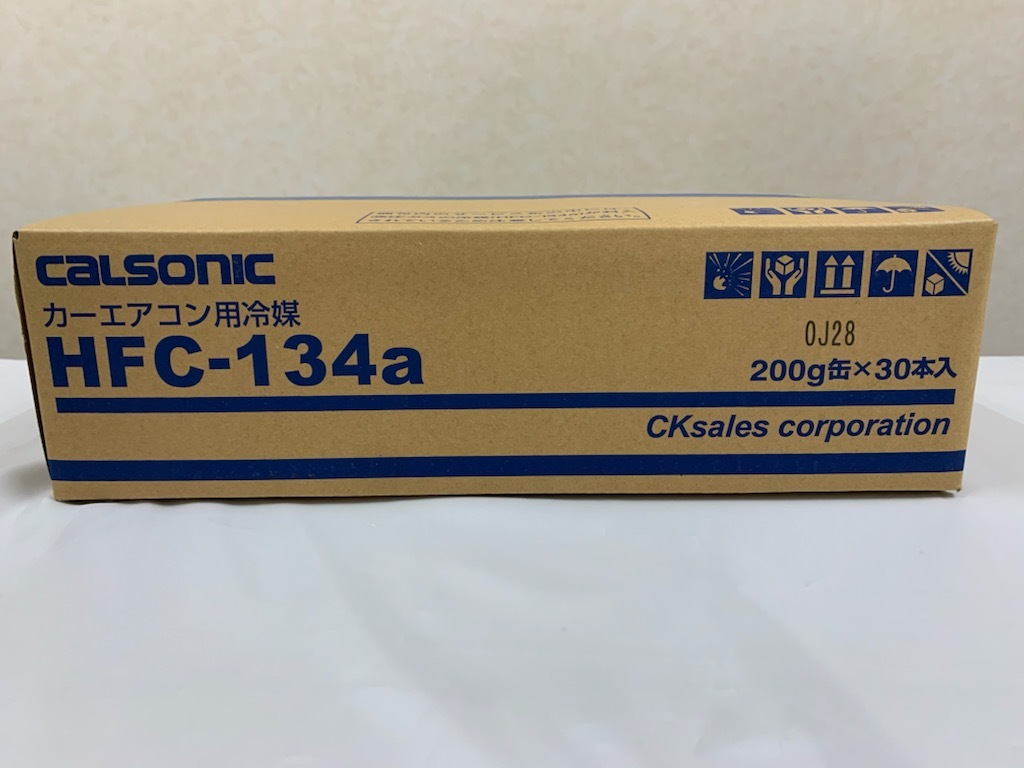 CALSONIC
カーエアコン用冷媒
HFC-134a
0J28
200g缶×30本入
CKsales corporation